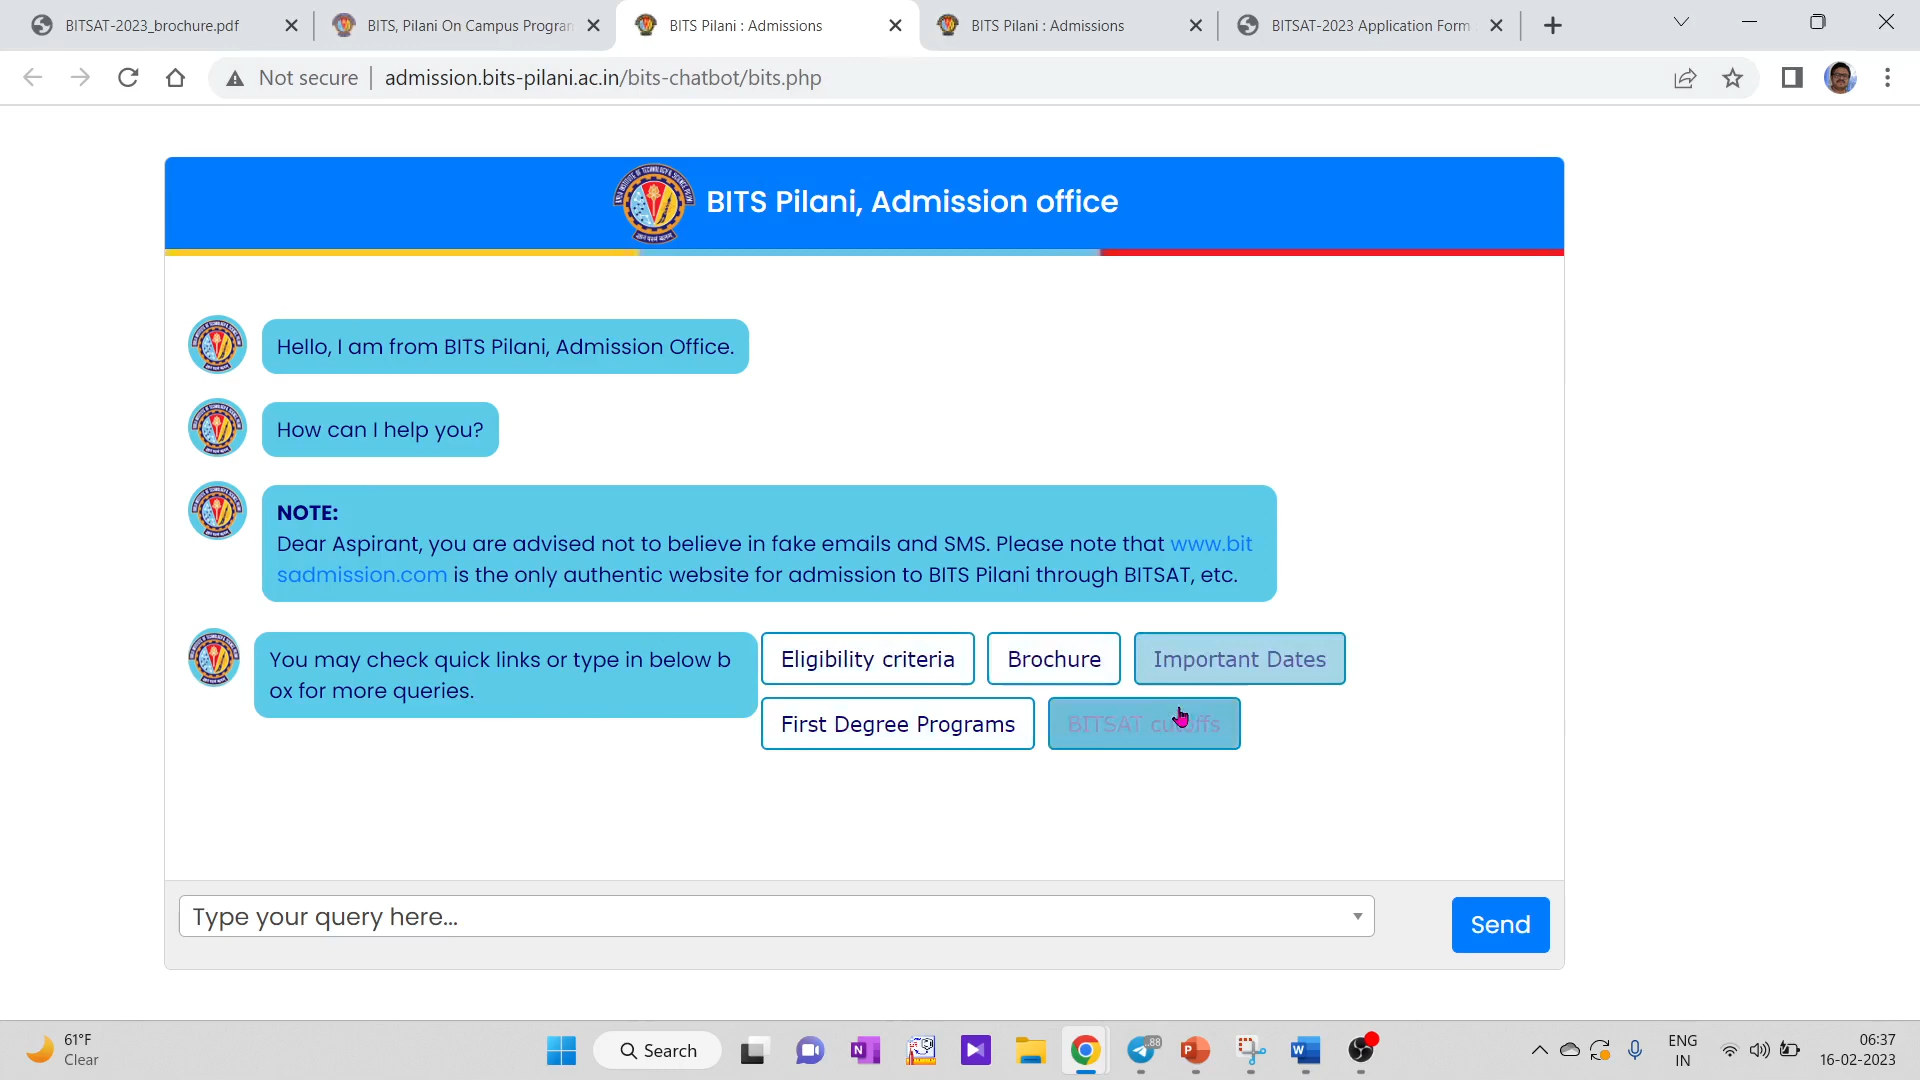 BITSAT-2023_brochure.pdf
BITS, Pilani On Campus Program
BITS Pilani : Admissions
BITS Pilani : Admissions
BITSAT-2023 Application Form
Not secure
admission.bits-pilani.ac.in/bits-chatbot/bits.php
BITS Pilani, Admission office
Hello, I am from BITS Pilani, Admission Office.
How can I help you?
NOTE:
Dear Aspirant, you are advised not to believe in fake emails and SMS. Please note that www.bit
sadmission.com is the only authentic website for admission to BITS Pilani through BITSAT, etc.
You may check quick links or type in below b
ox for more queries.
Eligibility criteria
Brochure
Important Dates
First Degree Programs
BITSAT cutoffs
Type your query here...
Send
61°F
Clear
Search
88
ENG
IN
06:37
16-02-2023